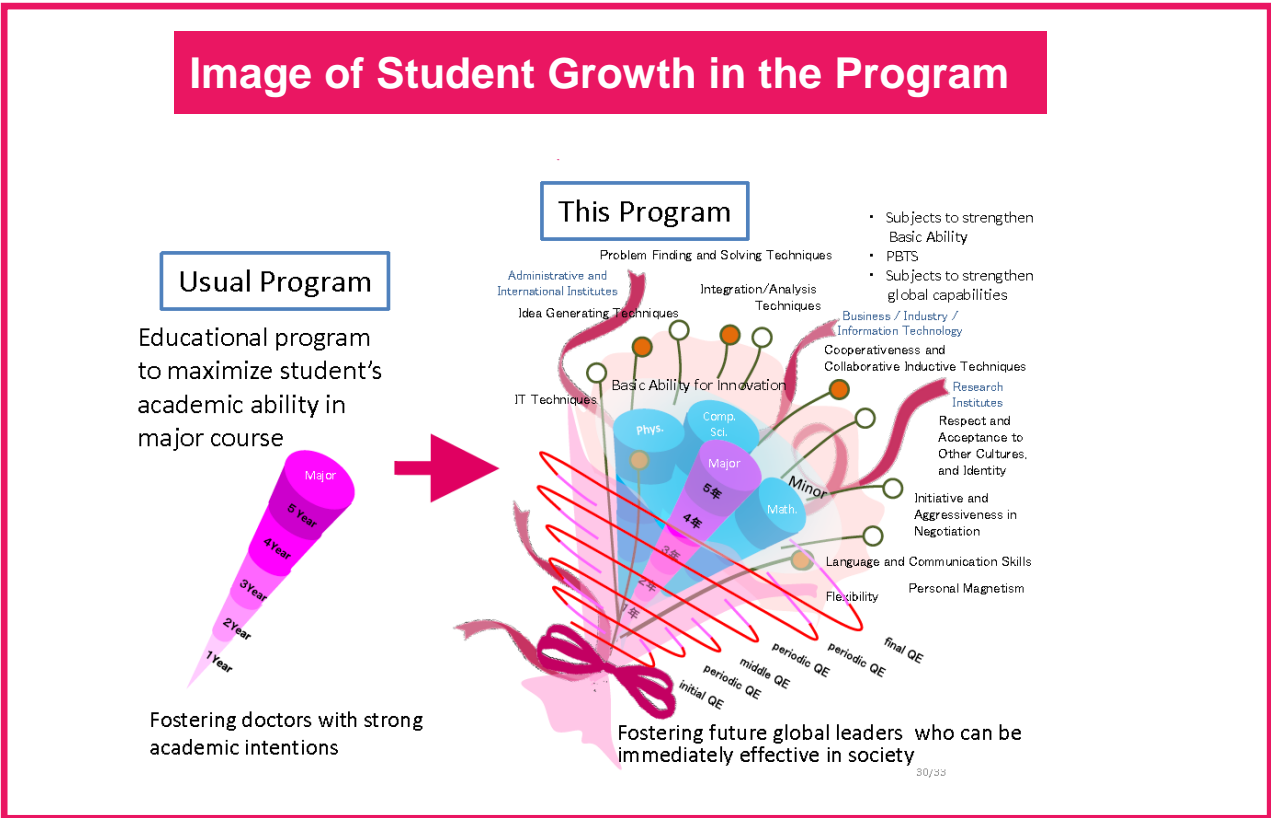 Image of Student Growth in the Program
Usual Program
Educational program
to maximize student's
academic ability in
major course
Major
5 Year
4Year
3Year
2Year
1Year
Fostering doctors with strong
academic intentions
This Program
・ Subjects to strengthen
Basic Ability
・ PBTS
・ Subjects to strengthen
global capabilities
Problem Finding and Solving Techniques
Administrative and
International Institutes
Integration/Analysis
Techniques
Idea Generating Techniques
Business / Industry /
Information Technology
Cooperativeness and
Collaborative Inductive Techniques
Basic Ability for Innovation
IT Techniques
Research
Institutes
Respect and
Acceptance to
Other Cultures,
and Identity
Phys.
Comp.
Sci.
Major
Minor
Math.
5年
4年
3年
2年
1年
Initiative and
Aggressiveness in
Negotiation
Language and Communication Skills
Personal Magnetism
Flexibility
initial QE
periodic QE
middle QE
periodic QE
periodic QE
final QE
Fostering future global leaders who can be
immediately effective in society
30/33